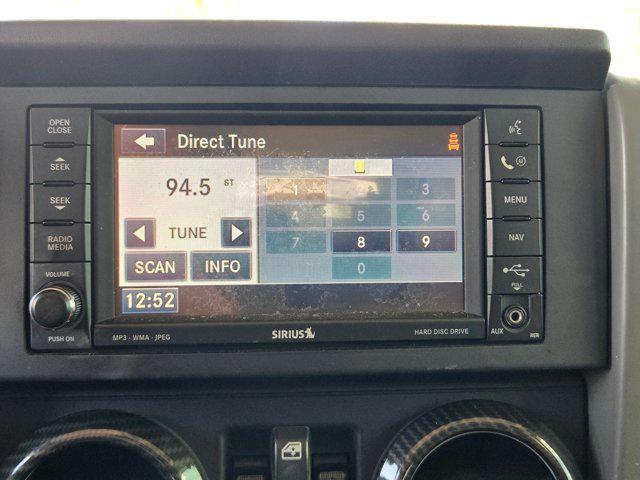 OPEN
CLOSE
SEEK
SEEK
RADIO
MEDIA
VOLUME
PUSH ON
Direct Tune
94.5 ST
TUNE
SCAN
INFO
1
3
4
5
6
7
8
9
0
12:52
MP3 · WMA · JPEG
SIRIUS
HARD DISC DRIVE
MENU
NAV
PULL
AUX
RER